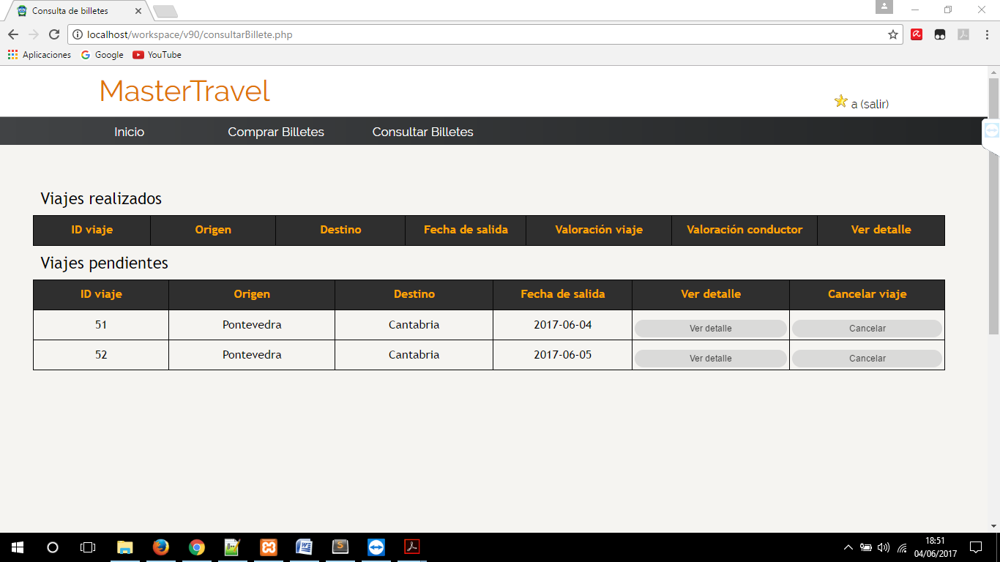 Consulta de billetes
localhost/workspace/v90/consultarBillete.php
Aplicaciones Google YouTube
MasterTravel
a (salir)
Inicio Comprar Billetes Consultar Billetes
Viajes realizados
ID viaje Origen Destino Fecha de salida Valoración viaje Valoración conductor Ver detalle
Viajes pendientes
ID viaje Origen Destino Fecha de salida Ver detalle Cancelar viaje
51 Pontevedra Cantabria 2017-06-04 Ver detalle Cancelar
52 Pontevedra Cantabria 2017-06-05 Ver detalle Cancelar
18:51
04/06/2017